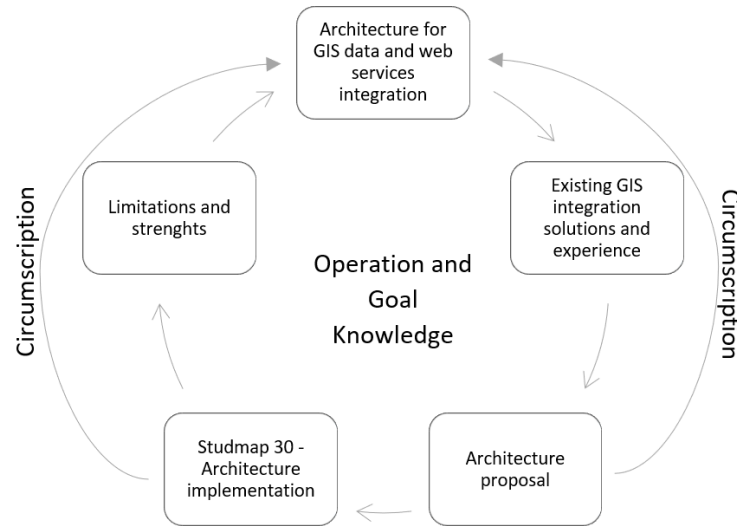 Architecture for
GIS data and web
services
integration
Limitations and
strenghts
Existing GIS
integration
solutions and
experience
Circumscription
Circumscription
Operation and
Goal
Knowledge
Studmap 30 -
Architecture
implementation
Architecture
proposal